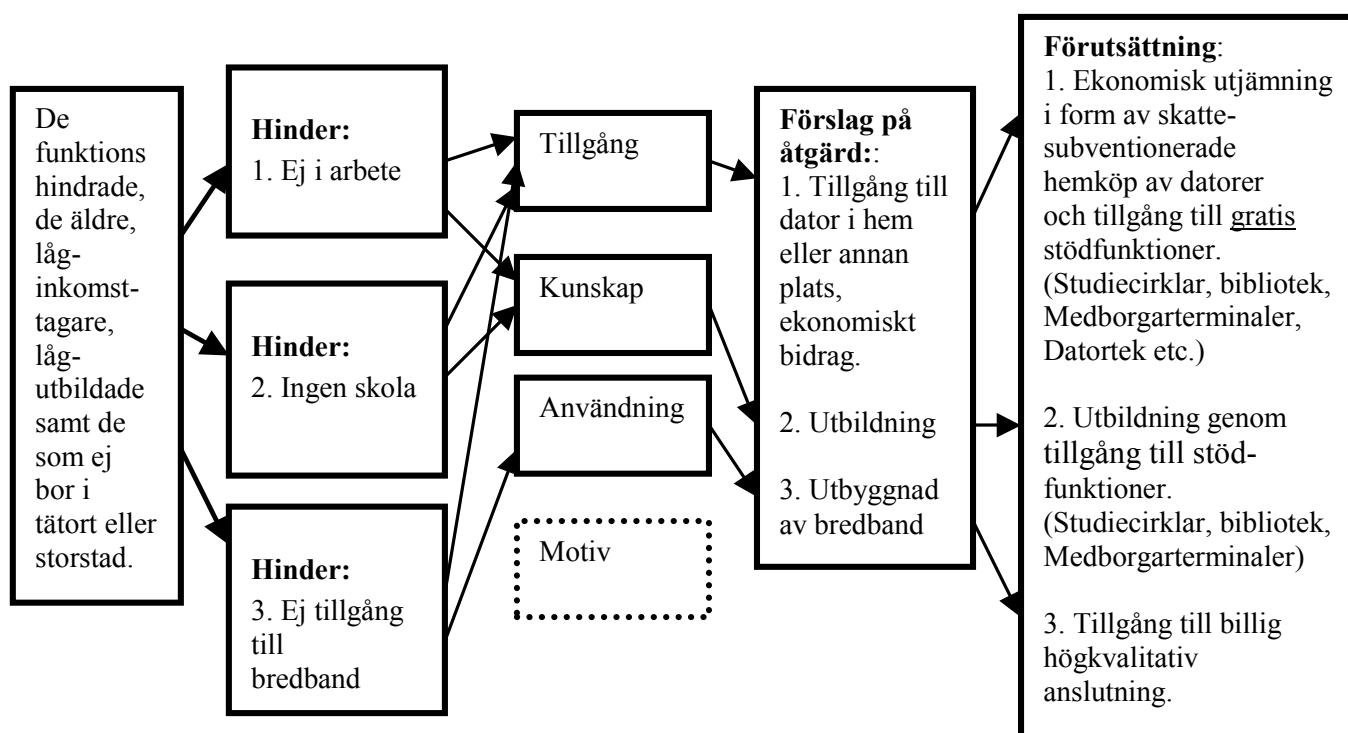 De
funktions
hindrade,
de äldre,
låg-
inkomst-
tagare,
låg-
utbildade
samt de
som ej
bor i
tätort eller
storstad.
Hinder:
1. Ej i arbete
Hinder:
2. Ingen skola
Hinder:
3. Ej tillgång
till
bredband
Tillgång
Kunskap
Användning
Motiv
Förslag på
åtgärd::
1. Tillgång till
dator i hem
eller annan
plats,
ekonomiskt
bidrag.
2. Utbildning
3. Utbyggnad
av bredband
Förutsättning:
1. Ekonomisk utjämning
i form av skatte-
subventionerade
hemköp av datorer
och tillgång till gratis
stödfunktioner.
(Studiecirklar, bibliotek,
Medborgarterminaler,
Datortek etc.)
2. Utbildning genom
tillgång till stöd-
funktioner.
(Studiecirklar, bibliotek,
Medborgarterminaler)
3. Tillgång till billig
högkvalitativ
anslutning.